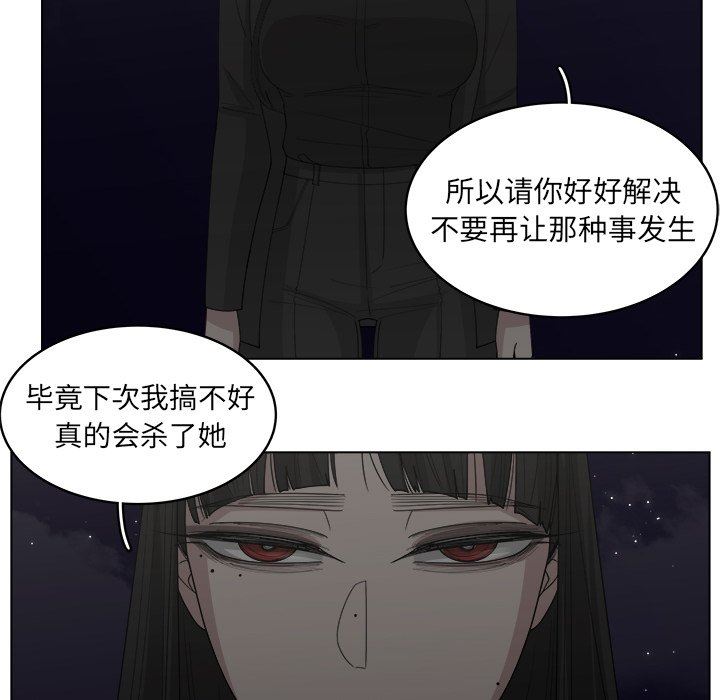 所以请你好好解决
不要再让那种事发生
毕竟下次我搞不好
真的会杀了她